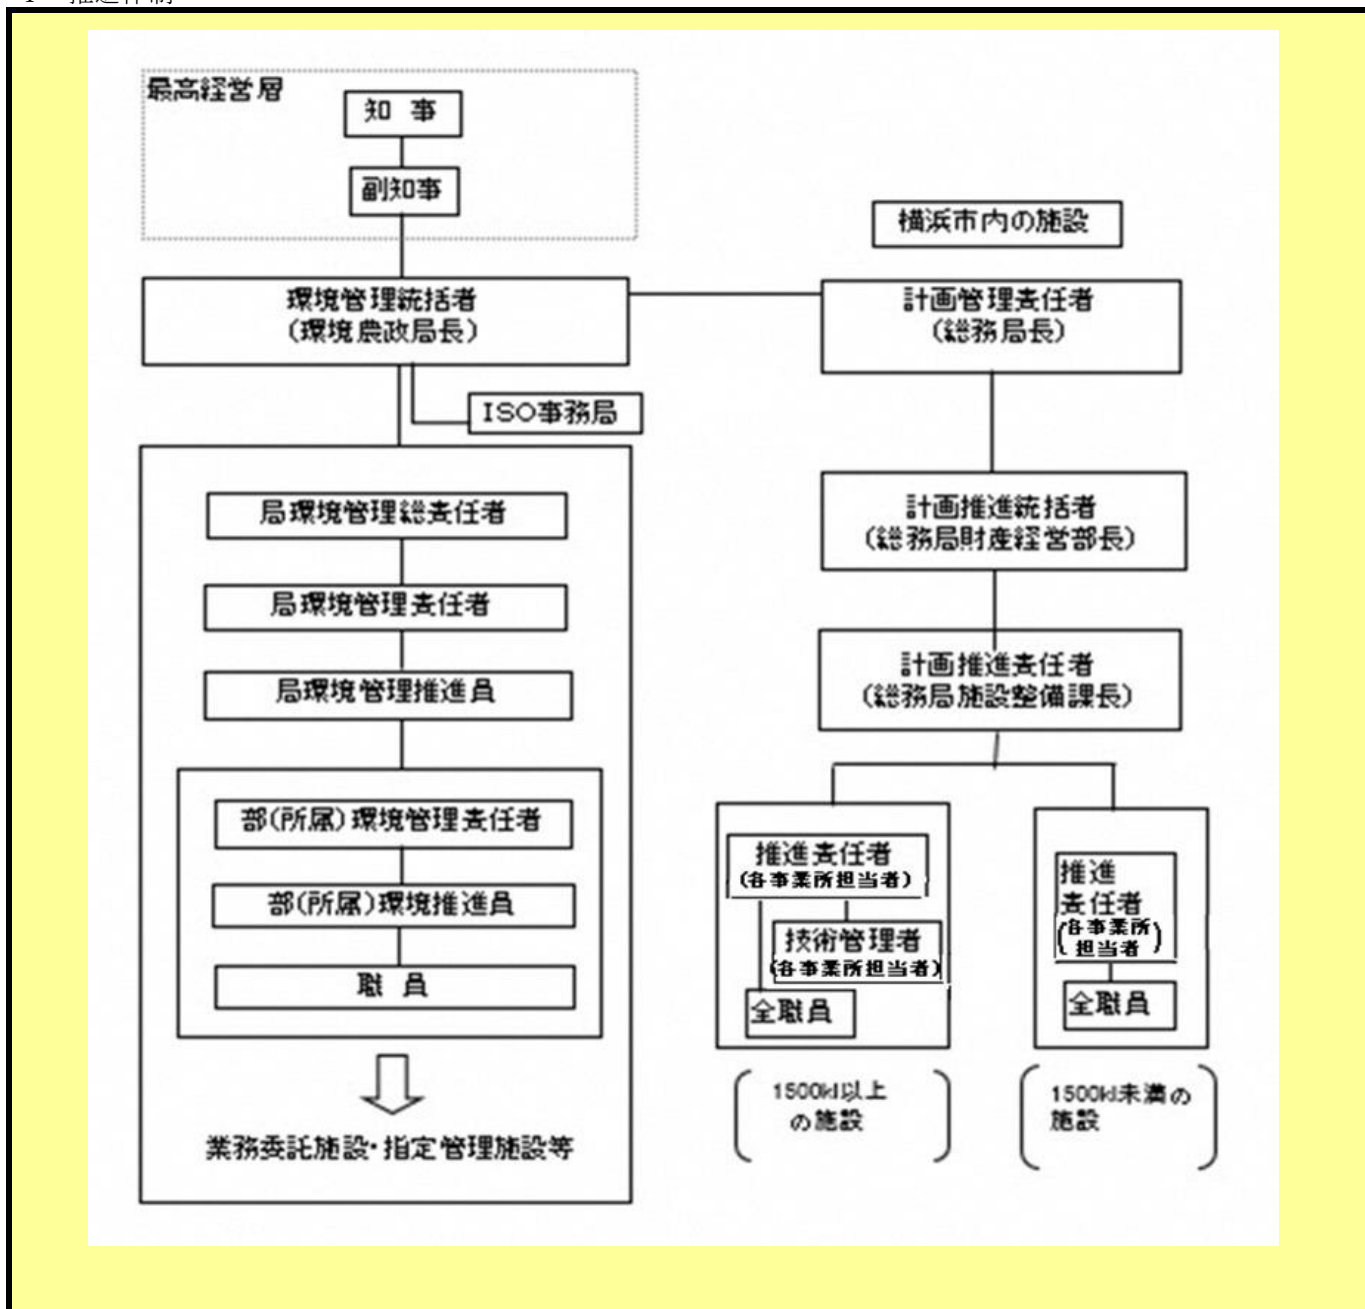 最高経営層
知 事
副知事
環境管理統括者
(環境農政局長)
ISO事務局
局環境管理総責任者
局環境管理責任者
局環境管理推進員
部(所属)環境管理責任者
部(所属)環境推進員
職 員
業務委託施設・指定管理施設等
横浜市内の施設
計画管理責任者
(総務局長)
計画推進統括者
(総務局財産経営部長)
計画推進責任者
(総務局施設整備課長)
推進責任者
(各事業所担当者)
技術管理者
(各事業所担当者)
全職員
1500kl以上
の施設
推進
責任者
(各事業所
担当者)
全職員
1500kl未満の
施設